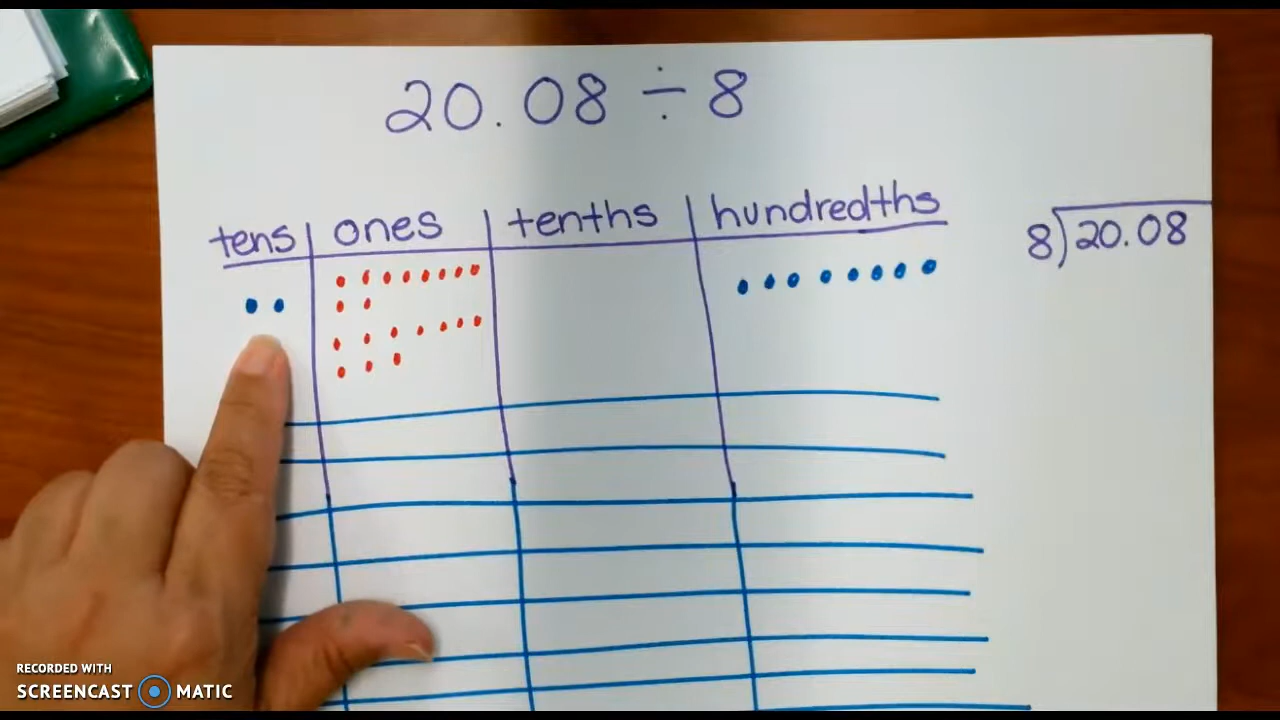 20.08 ÷ 8
tens ones tenths hundredths
8)20.08
RECORDED WITH
SCREENCAST MATIC